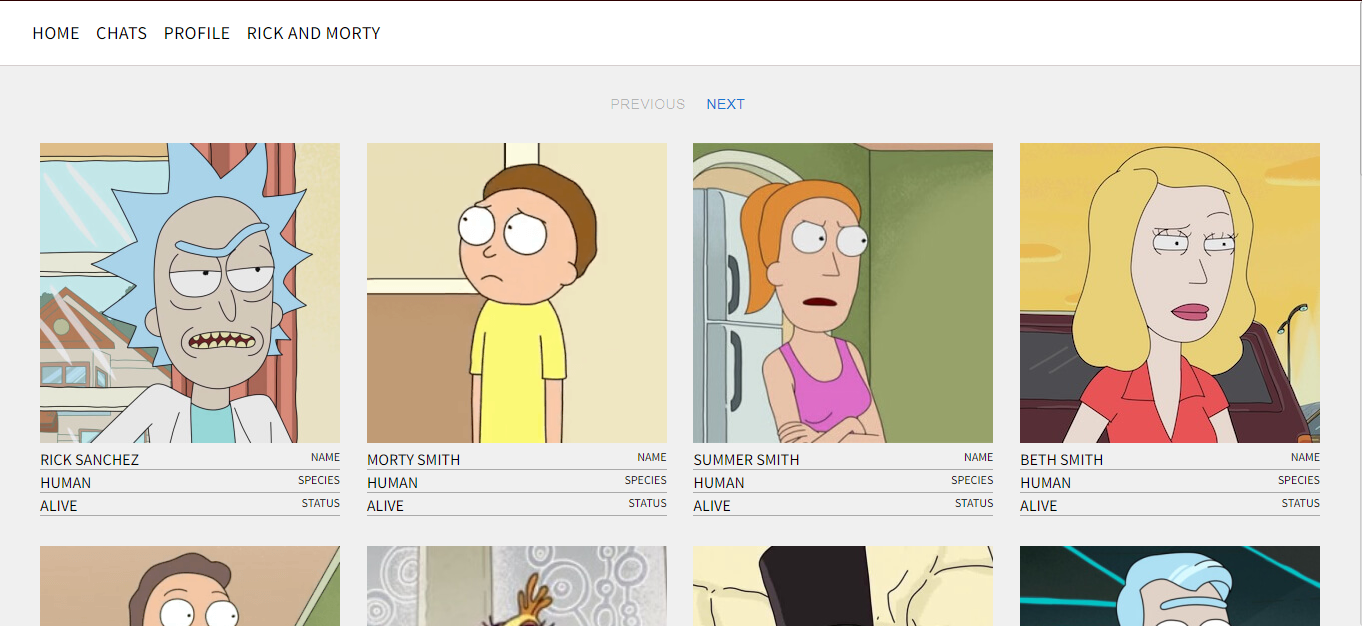 HOME CHATS PROFILE RICK AND MORTY
PREVIOUS NEXT
RICK SANCHEZ NAME
HUMAN SPECIES
ALIVE STATUS
MORTY SMITH NAME
HUMAN SPECIES
ALIVE STATUS
SUMMER SMITH NAME
HUMAN SPECIES
ALIVE STATUS
BETH SMITH NAME
HUMAN SPECIES
ALIVE STATUS